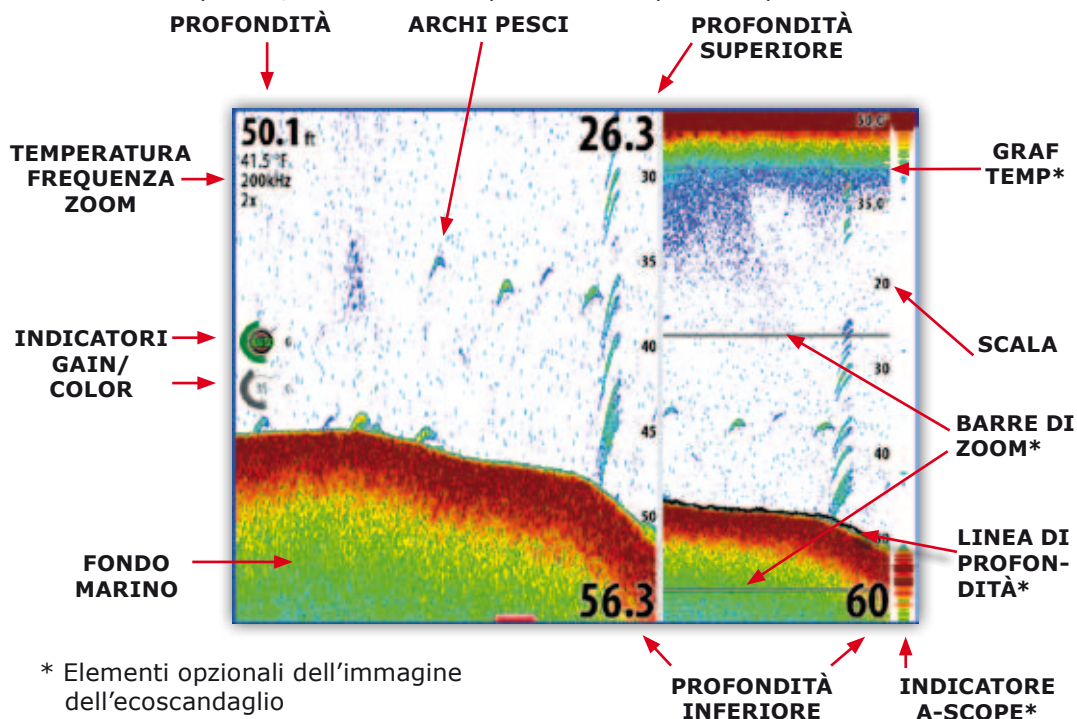 PROFONDITÀ
ARCHI PESCI
PROFONDITÀ
SUPERIORE
TEMPERATURA
FREQUENZA
ZOOM
50.1 ft
41.5 °F
200kHz
2x
26.3
30
35
40
45
50
56.3
35,0°
20
30
40
60
GRAF
TEMP*
SCALA
INDICATORI
GAIN/
COLOR
BARRE DI
ZOOM*
LINEA DI
PROFON-
DITÀ*
FONDO
MARINO
* Elementi opzionali dell'immagine
dell'ecoscandaglio
PROFONDITÀ
INFERIORE
INDICATORE
A-SCOPE*